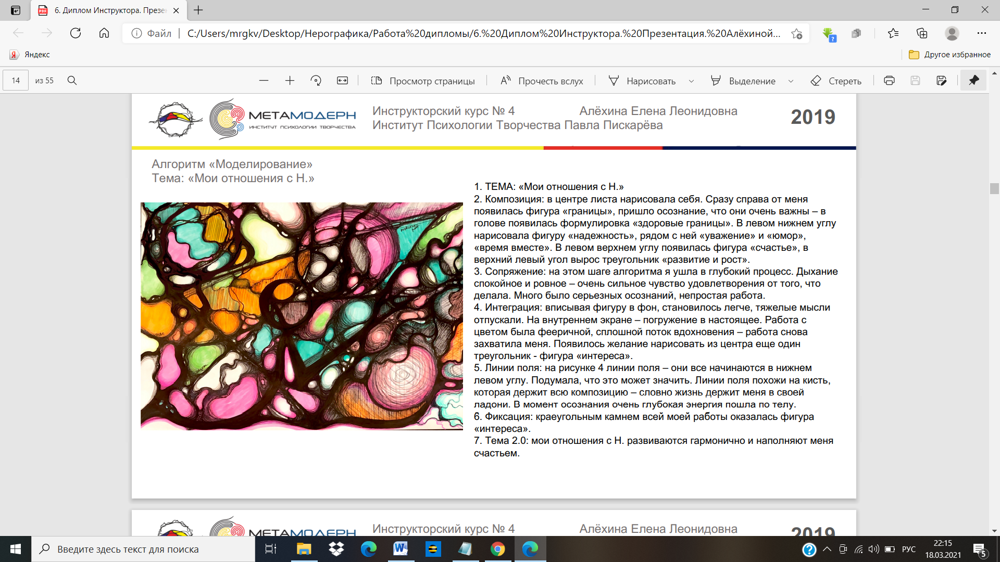 6. Диплом Инструктора. Презе
Файл
C:/Users/mrgkv/Desktop/Нерографика/Работа%20дипломы/6.%20Диплом%20Инструктора.%20Презентация.%20Алёхиной...
Яндекс
Другое избранное
14 из 55
Просмотр страницы
Прочесть вслух
Нарисовать
Выделение
Стереть
МЕТАМОДЕРН
ИНСТИТУТ ПСИХОЛОГИИ ТВОРЧЕСТВА
Инструкторский курс № 4 Алёхина Елена Леонидовна
Институт Психологии Творчества Павла Пискарёва
2019
Алгоритм «Моделирование»
Тема: «Мои отношения с Н.»
1. ТЕМА: «Мои отношения с Н.»
2. Композиция: в центре листа нарисовала себя. Сразу справа от меня
появилась фигура «границы», пришло осознание, что они очень важны – в
голове появилась формулировка «здоровые границы». В левом нижнем углу
нарисовала фигуру «надежность», рядом с ней «уважение» и «юмор»,
«время вместе». В левом верхнем углу появилась фигура «счастье», в
верхний левый угол вырос треугольник «развитие и рост».
3. Сопряжение: на этом шаге алгоритма я ушла в глубокий процесс. Дыхание
спокойное и ровное – очень сильное чувство удовлетворения от того, что
делала. Много было серьезных осознаний, непростая работа.
4. Интеграция: вписывая фигуру в фон, становилось легче, тяжелые мысли
отпускали. На внутреннем экране – погружение в настоящее. Работа с
цветом была фееричной, сплошной поток вдохновения – работа снова
захватила меня. Появилось желание нарисовать из центра еще один
треугольник - фигура «интереса».
5. Линии поля: на рисунке 4 линии поля – они все начинаются в нижнем
левом углу. Подумала, что это может значить. Линии поля похожи на кисть,
которая держит всю композицию – словно жизнь держит меня в своей
ладони. В момент осознания очень глубокая энергия пошла по телу.
6. Фиксация: краеугольным камнем всей моей работы оказалась фигура
«интереса».
7. Тема 2.0: мои отношения с Н. развиваются гармонично и наполняют меня
счастьем.
МЕТАМОДЕРН
Инструкторский курс № 4 Алёхина Елена Леонидовна
2019
Введите здесь текст для поиска
РУС
22:15
18.03.2021
5